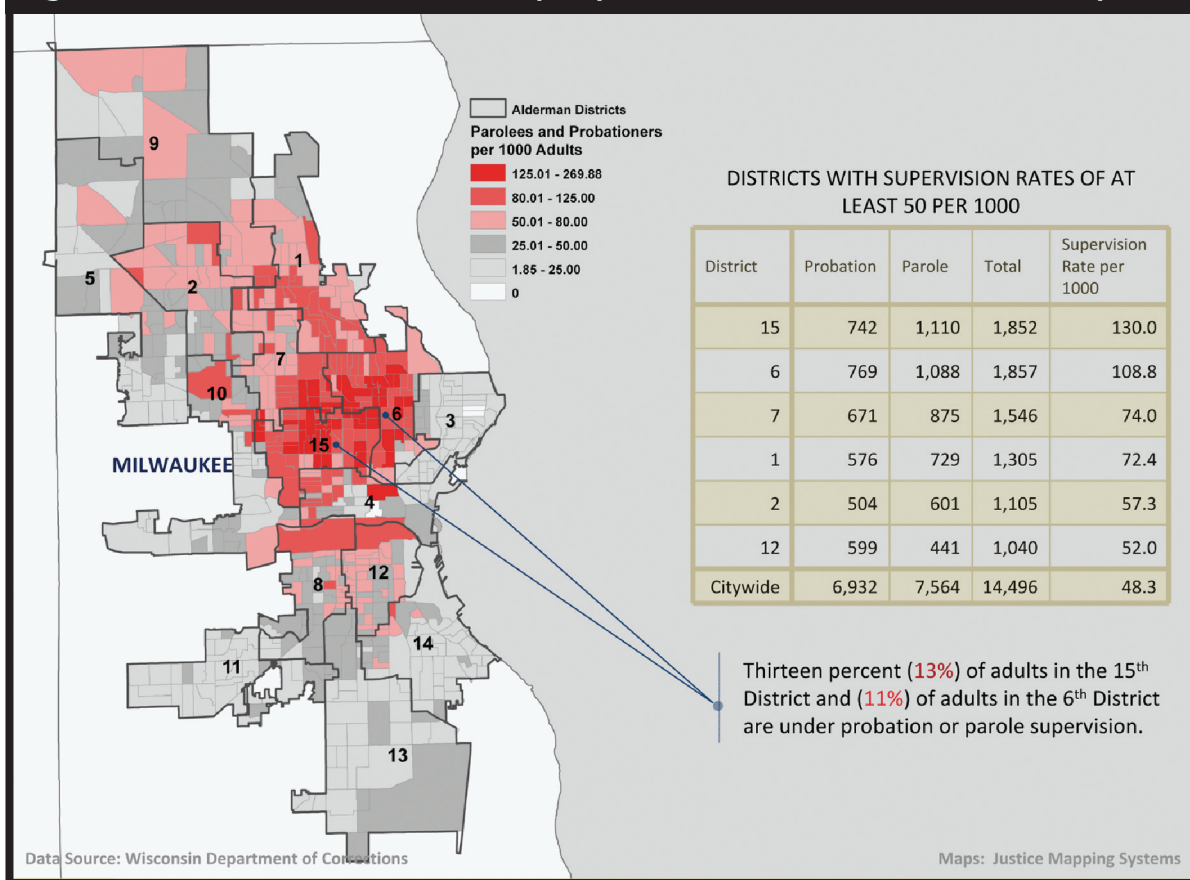 Alderman Districts
Parolees and Probationers
per 1000 Adults
125.01 - 269.88
80.01 - 125.00
50.01 - 80.00
25.01 - 50.00
1.85 - 25.00
0
9
5
2
1
7
10
6
3
15
MILWAUKEE
4
8
12
14
11
13
DISTRICTS WITH SUPERVISION RATES OF AT
LEAST 50 PER 1000
District Probation Parole Total Supervision Rate per 1000
15 742 1,110 1,852 130.0
6 769 1,088 1,857 108.8
7 671 875 1,546 74.0
1 576 729 1,305 72.4
2 504 601 1,105 57.3
12 599 441 1,040 52.0
Citywide 6,932 7,564 14,496 48.3
Thirteen percent (13%) of adults in the 15th
District and (11%) of adults in the 6th District
are under probation or parole supervision.
Data Source: Wisconsin Department of Corrections
Maps: Justice Mapping Systems